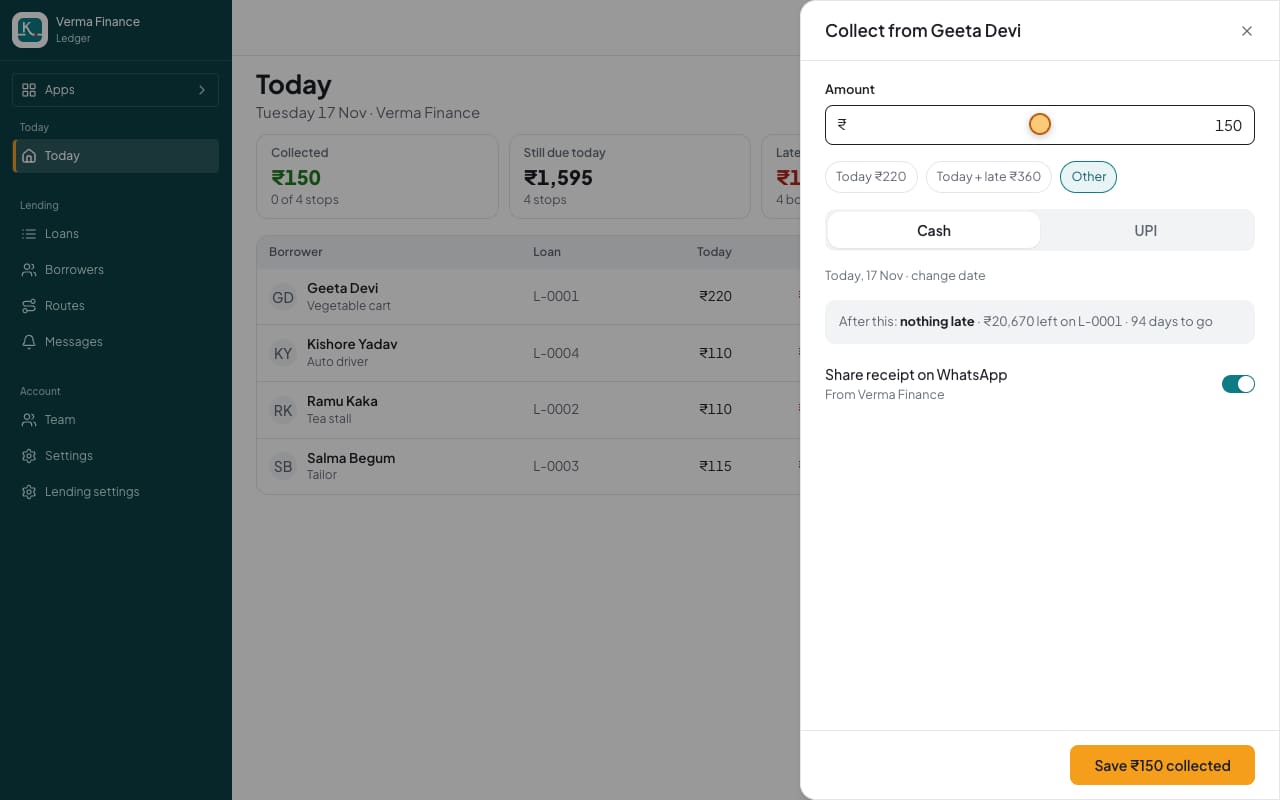 Verma Finance
Ledger
Apps
Today
Today
Lending
Loans
Borrowers
Routes
Messages
Account
Team
Settings
Lending settings
Today
Tuesday 17 Nov · Verma Finance
Collected
₹150
0 of 4 stops
Still due today
₹1,595
4 stops
Late
Borrower Loan Today
GD Geeta Devi L-0001 ₹220
Vegetable cart
KY Kishore Yadav L-0004 ₹110
Auto driver
RK Ramu Kaka L-0002 ₹110
Tea stall
SB Salma Begum L-0003 ₹115
Tailor
Collect from Geeta Devi
Amount
₹ 150
Today ₹220 Today + late ₹360 Other
Cash UPI
Today, 17 Nov · change date
After this: nothing late · ₹20,670 left on L-0001 · 94 days to go
Share receipt on WhatsApp
From Verma Finance
Save ₹150 collected